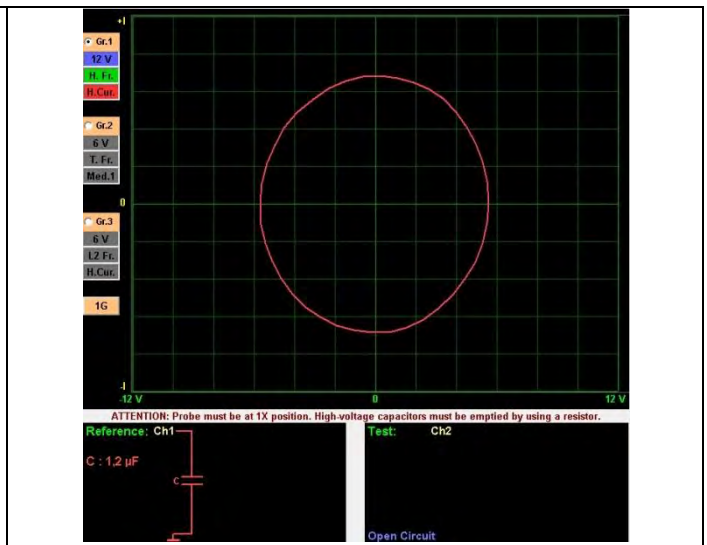 +I
Gr.1
12 V
H. Fr.
H.Cur.
Gr.2
6 V
T. Fr.
Med.1
0
Gr.3
6 V
L2 Fr.
H.Cur.
1G
-I
-12 V 0 12 V
ATTENTION: Probe must be at 1X position. High-voltage capacitors must be emptied by using a resistor.
Reference: Ch1
C : 1,2 µF
C
Test: Ch2
Open Circuit